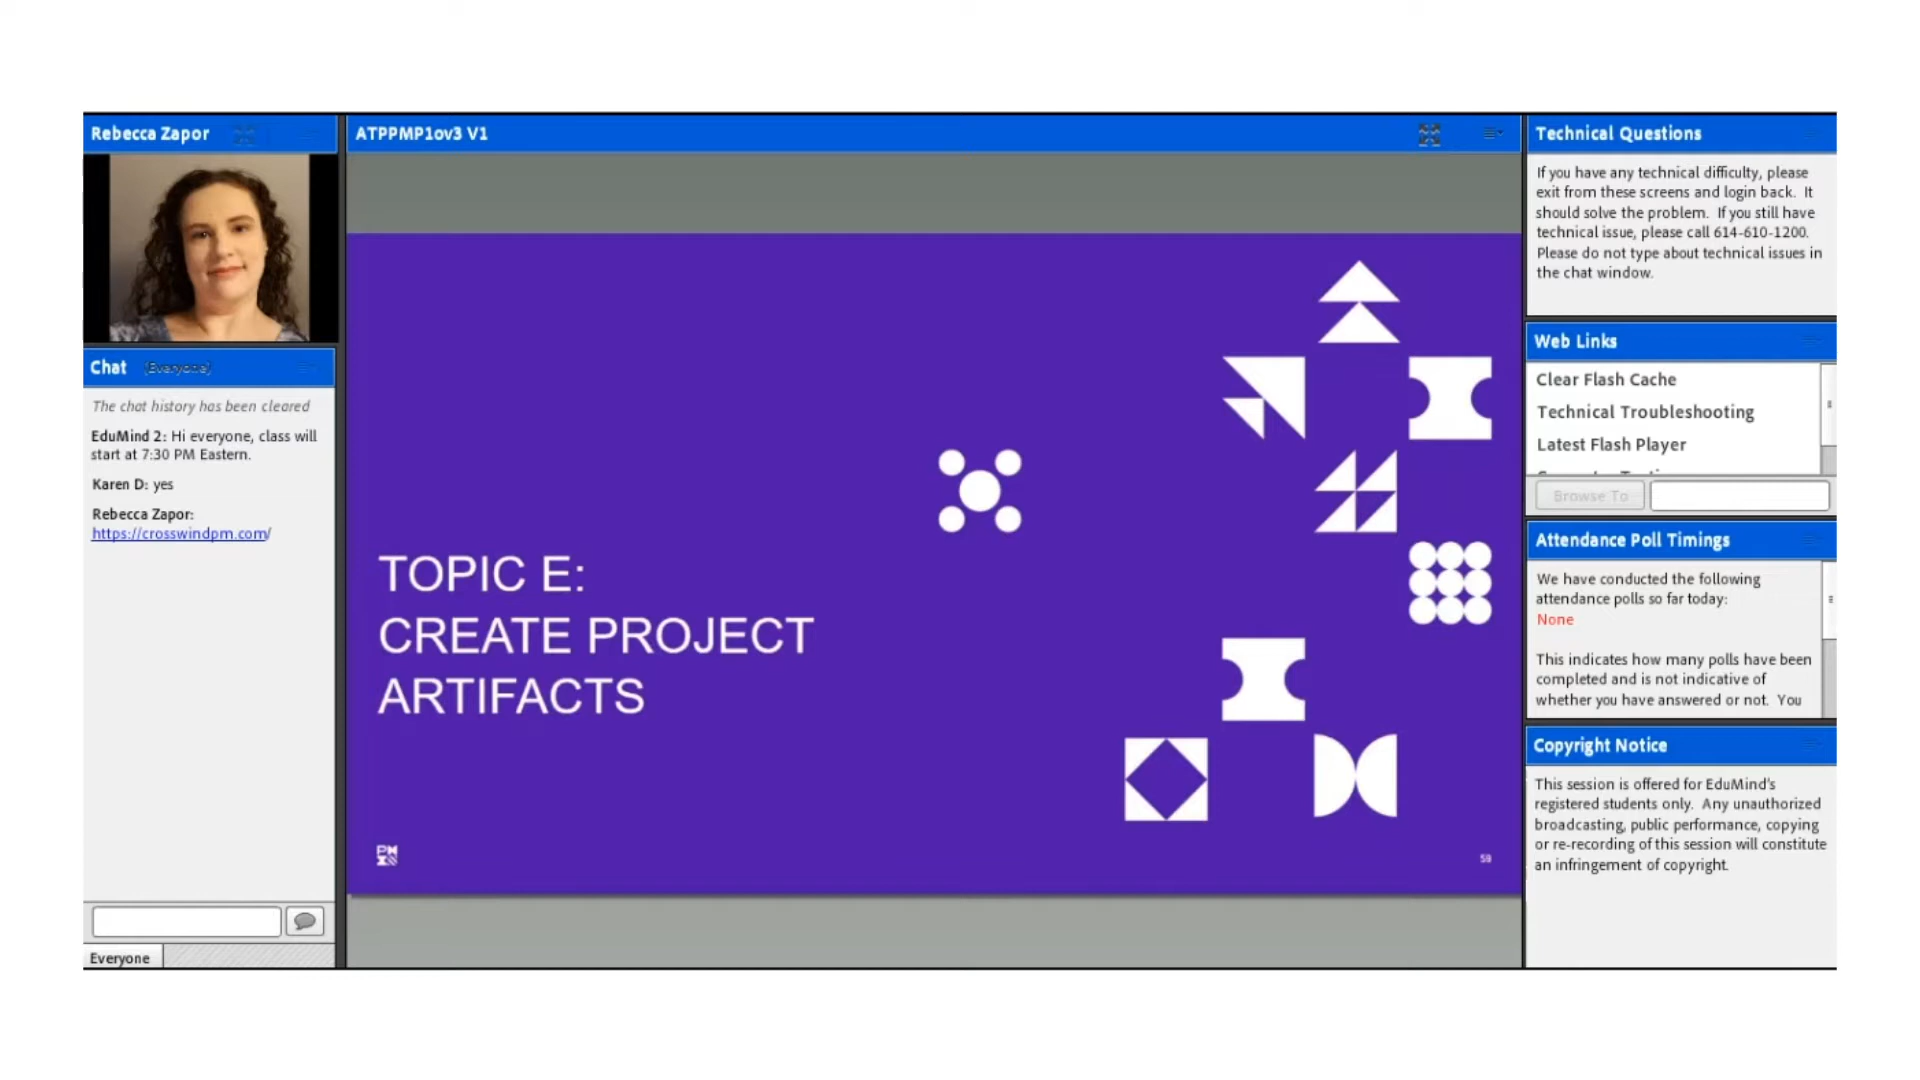 Rebecca Zapor
Chat (Everyone)
The chat history has been cleared
EduMind 2: Hi everyone, class will
start at 7:30 PM Eastern.
Karen D: yes
Rebecca Zapor:
https://crosswindpm.com/
Everyone
ATPPMP1ov3 V1
TOPIC E:
CREATE PROJECT
ARTIFACTS
Technical Questions
If you have any technical difficulty, please
exit from these screens and login back. It
should solve the problem. If you still have
technical issue, please call 614-610-1200.
Please do not type about technical issues in
the chat window.
Web Links
Clear Flash Cache
Technical Troubleshooting
Latest Flash Player
Browse To
Attendance Poll Timings
We have conducted the following
attendance polls so far today:
None
This indicates how many polls have been
completed and is not indicative of
whether you have answered or not. You
Copyright Notice
This session is offered for EduMind's
registered students only. Any unauthorized
broadcasting, public performance, copying
or re-recording of this session will constitute
an infringement of copyright.